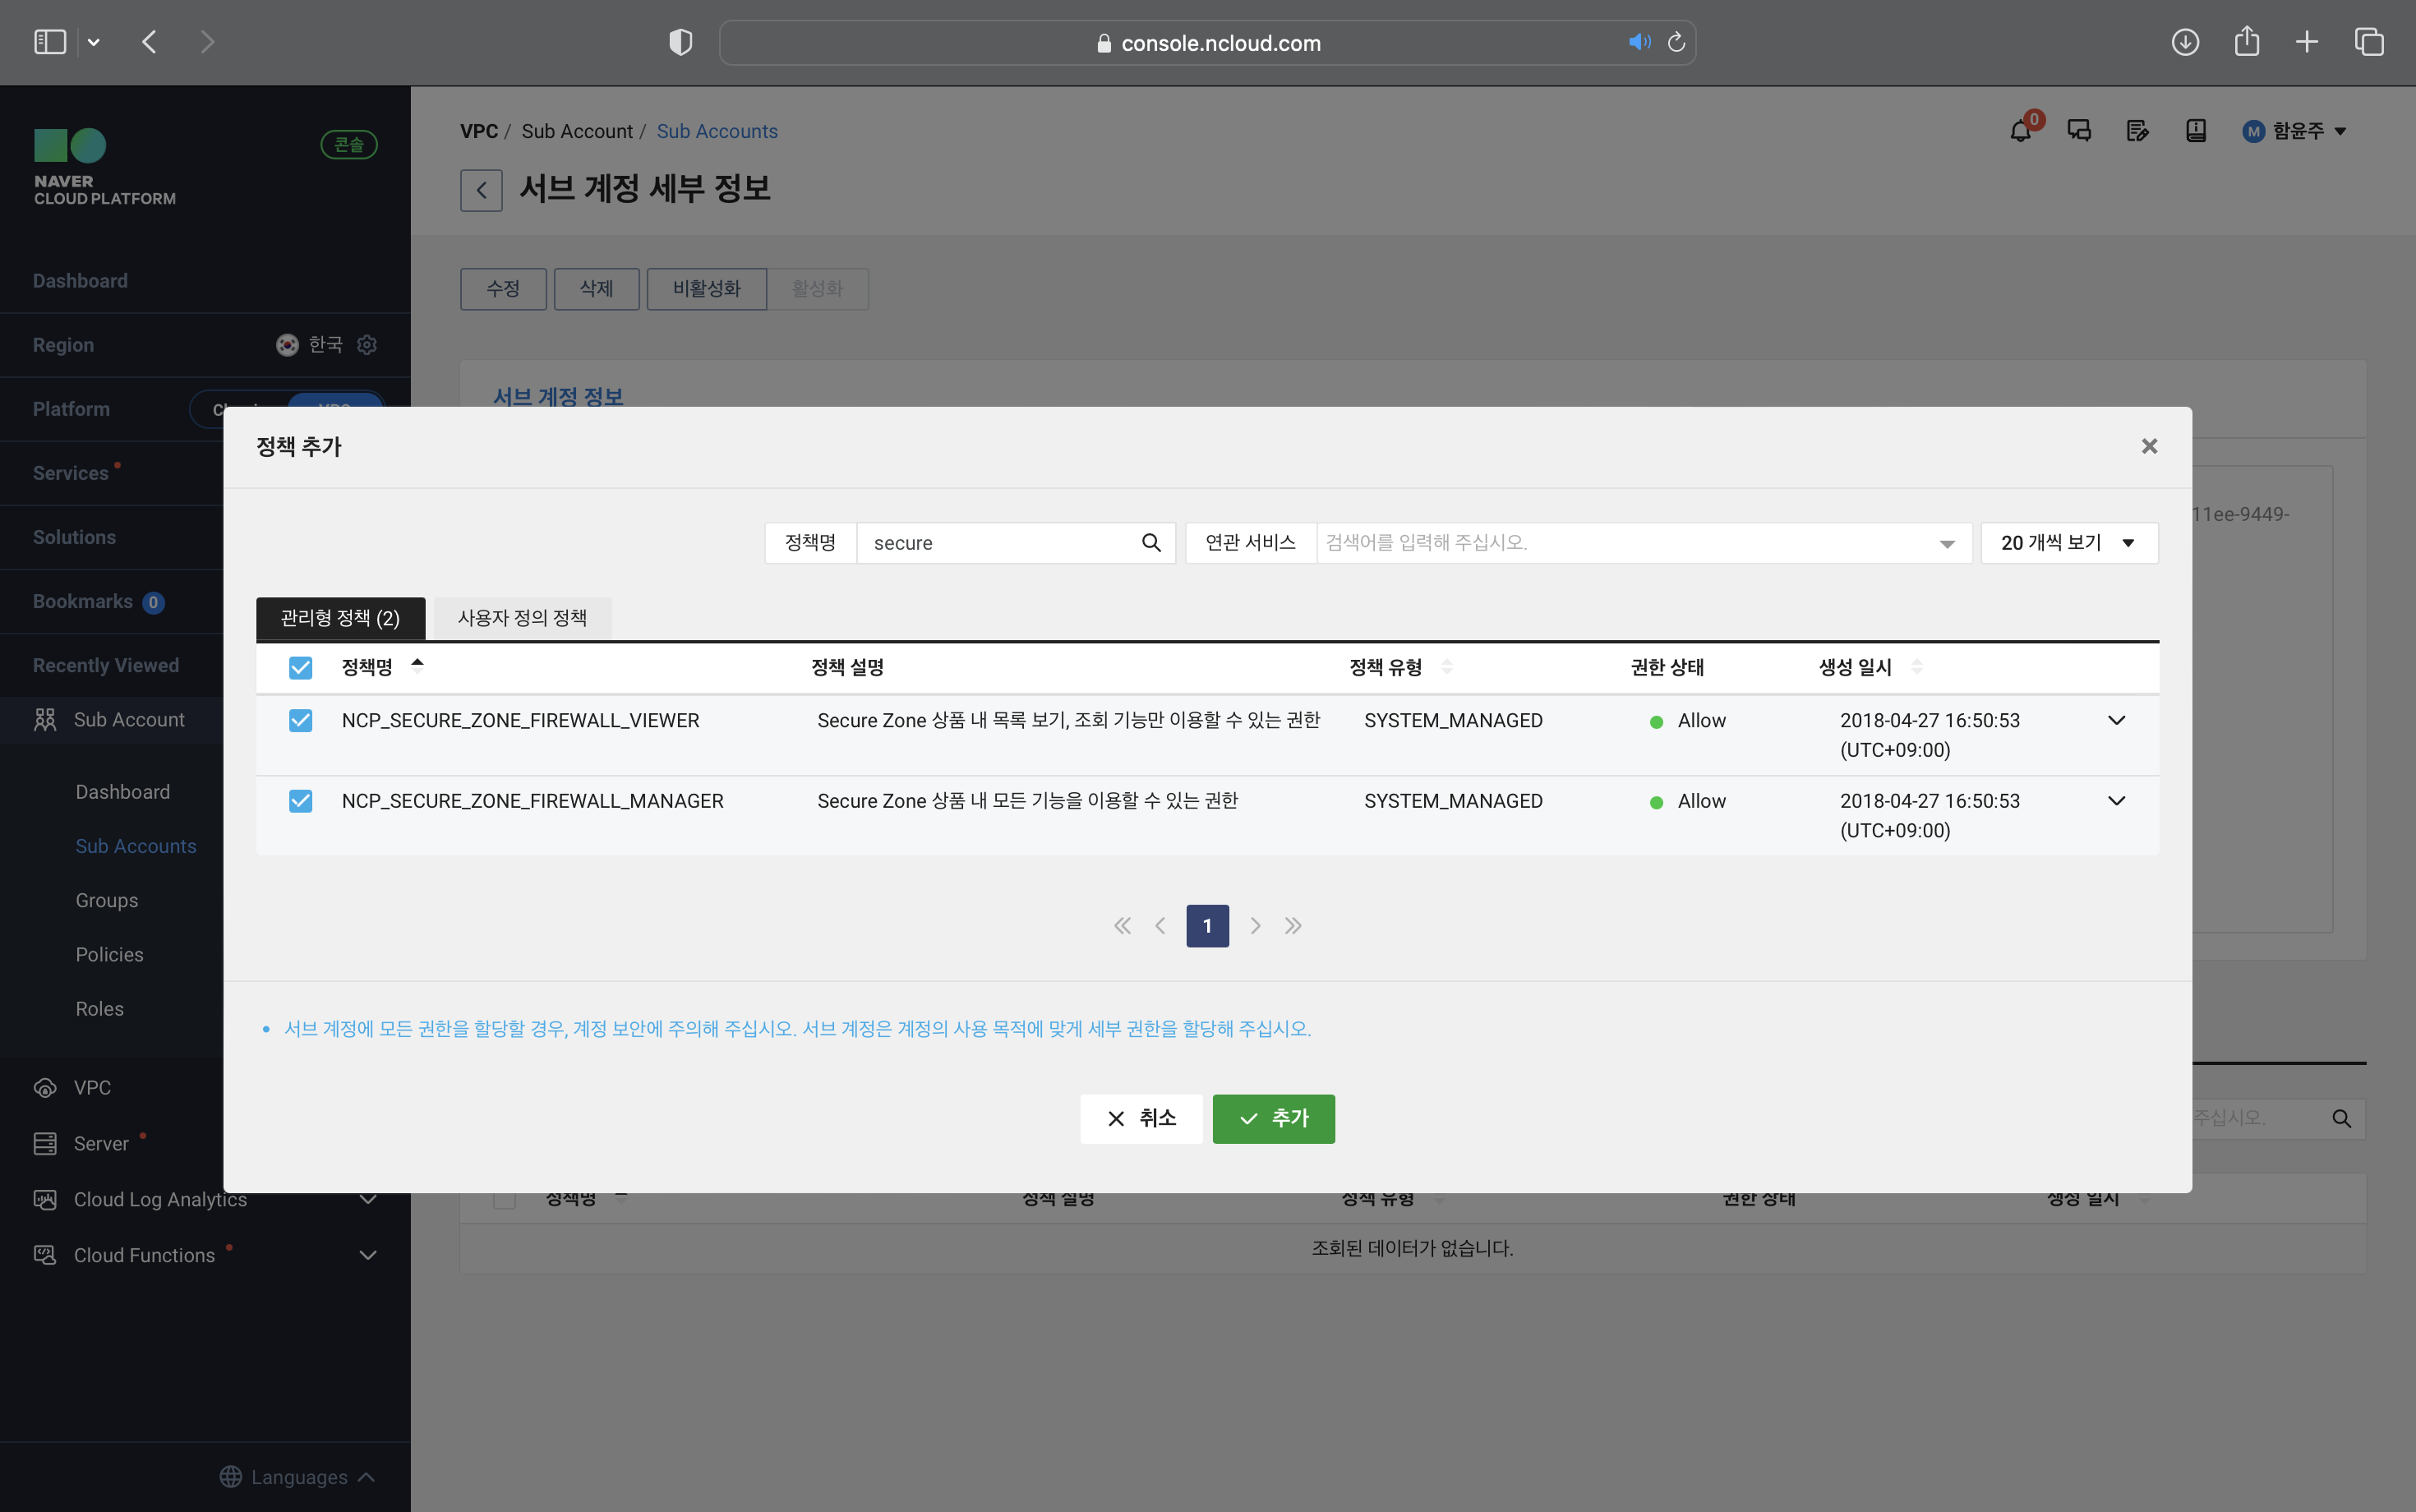 console.ncloud.com
NAVER
CLOUD PLATFORM
콘솔
Dashboard
Region 한국
Platform
Services
Solutions
Bookmarks 0
Recently Viewed
Sub Account
Dashboard
Sub Accounts
Groups
Policies
Roles
VPC
Server
Cloud Log Analytics
Cloud Functions
Languages
VPC / Sub Account / Sub Accounts
0
M 함윤주
서브 계정 세부 정보
수정 삭제 비활성화 활성화
서브 계정 정보
11ee-9449-
정책 추가
정책명 secure 연관 서비스 검색어를 입력해 주십시오. 20 개씩 보기
관리형 정책 (2) 사용자 정의 정책
정책명 정책 설명 정책 유형 권한 상태 생성 일시
NCP_SECURE_ZONE_FIREWALL_VIEWER Secure Zone 상품 내 목록 보기, 조회 기능만 이용할 수 있는 권한 SYSTEM_MANAGED Allow 2018-04-27 16:50:53
(UTC+09:00)
NCP_SECURE_ZONE_FIREWALL_MANAGER Secure Zone 상품 내 모든 기능을 이용할 수 있는 권한 SYSTEM_MANAGED Allow 2018-04-27 16:50:53
(UTC+09:00)
1
서브 계정에 모든 권한을 할당할 경우, 계정 보안에 주의해 주십시오. 서브 계정은 계정의 사용 목적에 맞게 세부 권한을 할당해 주십시오.
취소 추가
주십시오.
정책명 정책 설명 정책 유형 권한 상태 생성 일시
조회된 데이터가 없습니다.